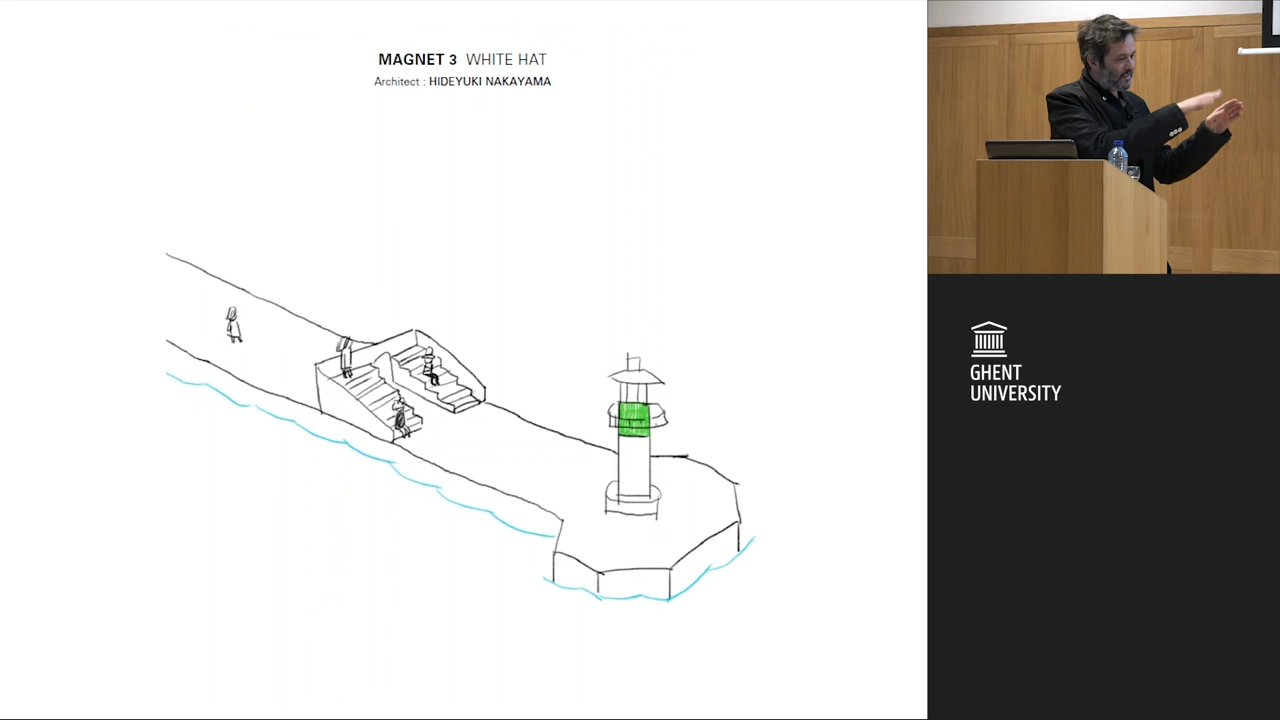 MAGNET 3 WHITE HAT
Architect : HIDEYUKI NAKAYAMA
GHENT
UNIVERSITY